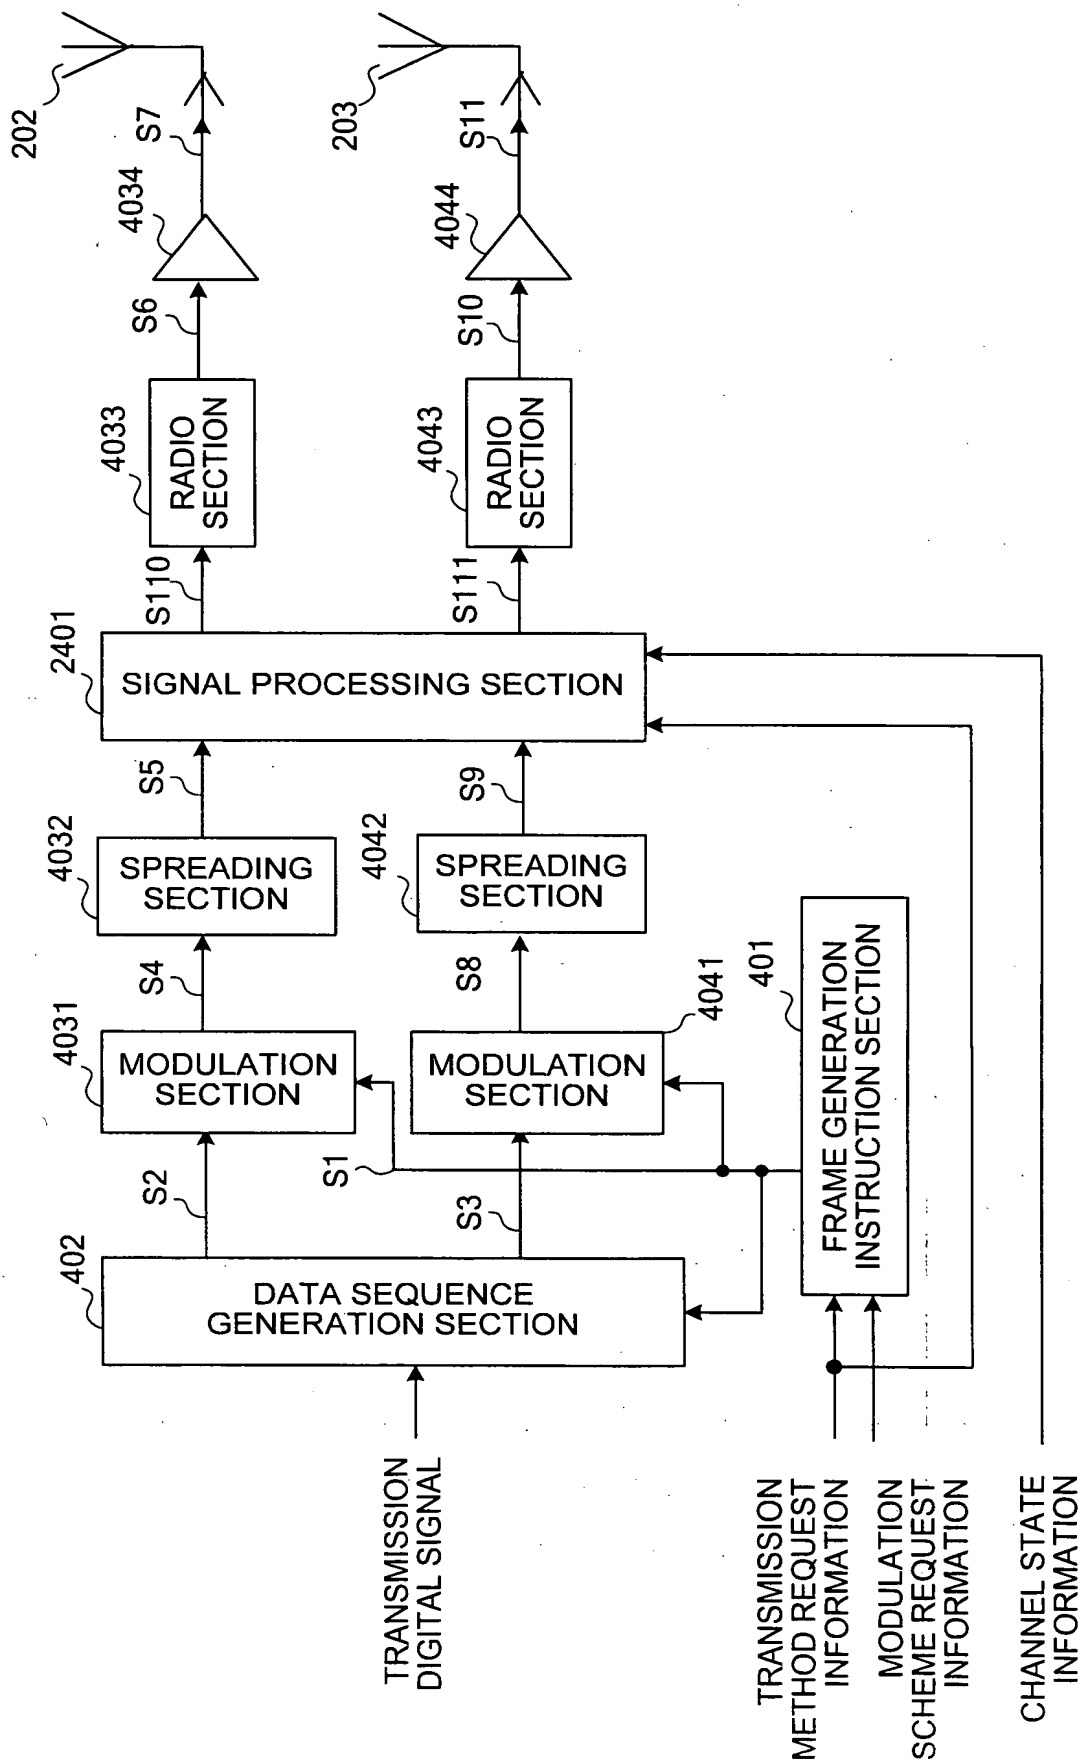 202
S7
4034
S6
4033
RADIO
SECTION
S110
203
S11
4044
S10
4043
RADIO
SECTION
S111
2401
SIGNAL PROCESSING SECTION
S5
4032
SPREADING
SECTION
S4
4031
MODULATION
SECTION
S2
S9
4042
SPREADING
SECTION
S8
4041
MODULATION
SECTION
S1
S3
402
DATA SEQUENCE
GENERATION SECTION
401
FRAME GENERATION
INSTRUCTION SECTION
TRANSMISSION
DIGITAL SIGNAL
TRANSMISSION
METHOD REQUEST
INFORMATION
MODULATION
SCHEME REQUEST
INFORMATION
CHANNEL STATE
INFORMATION